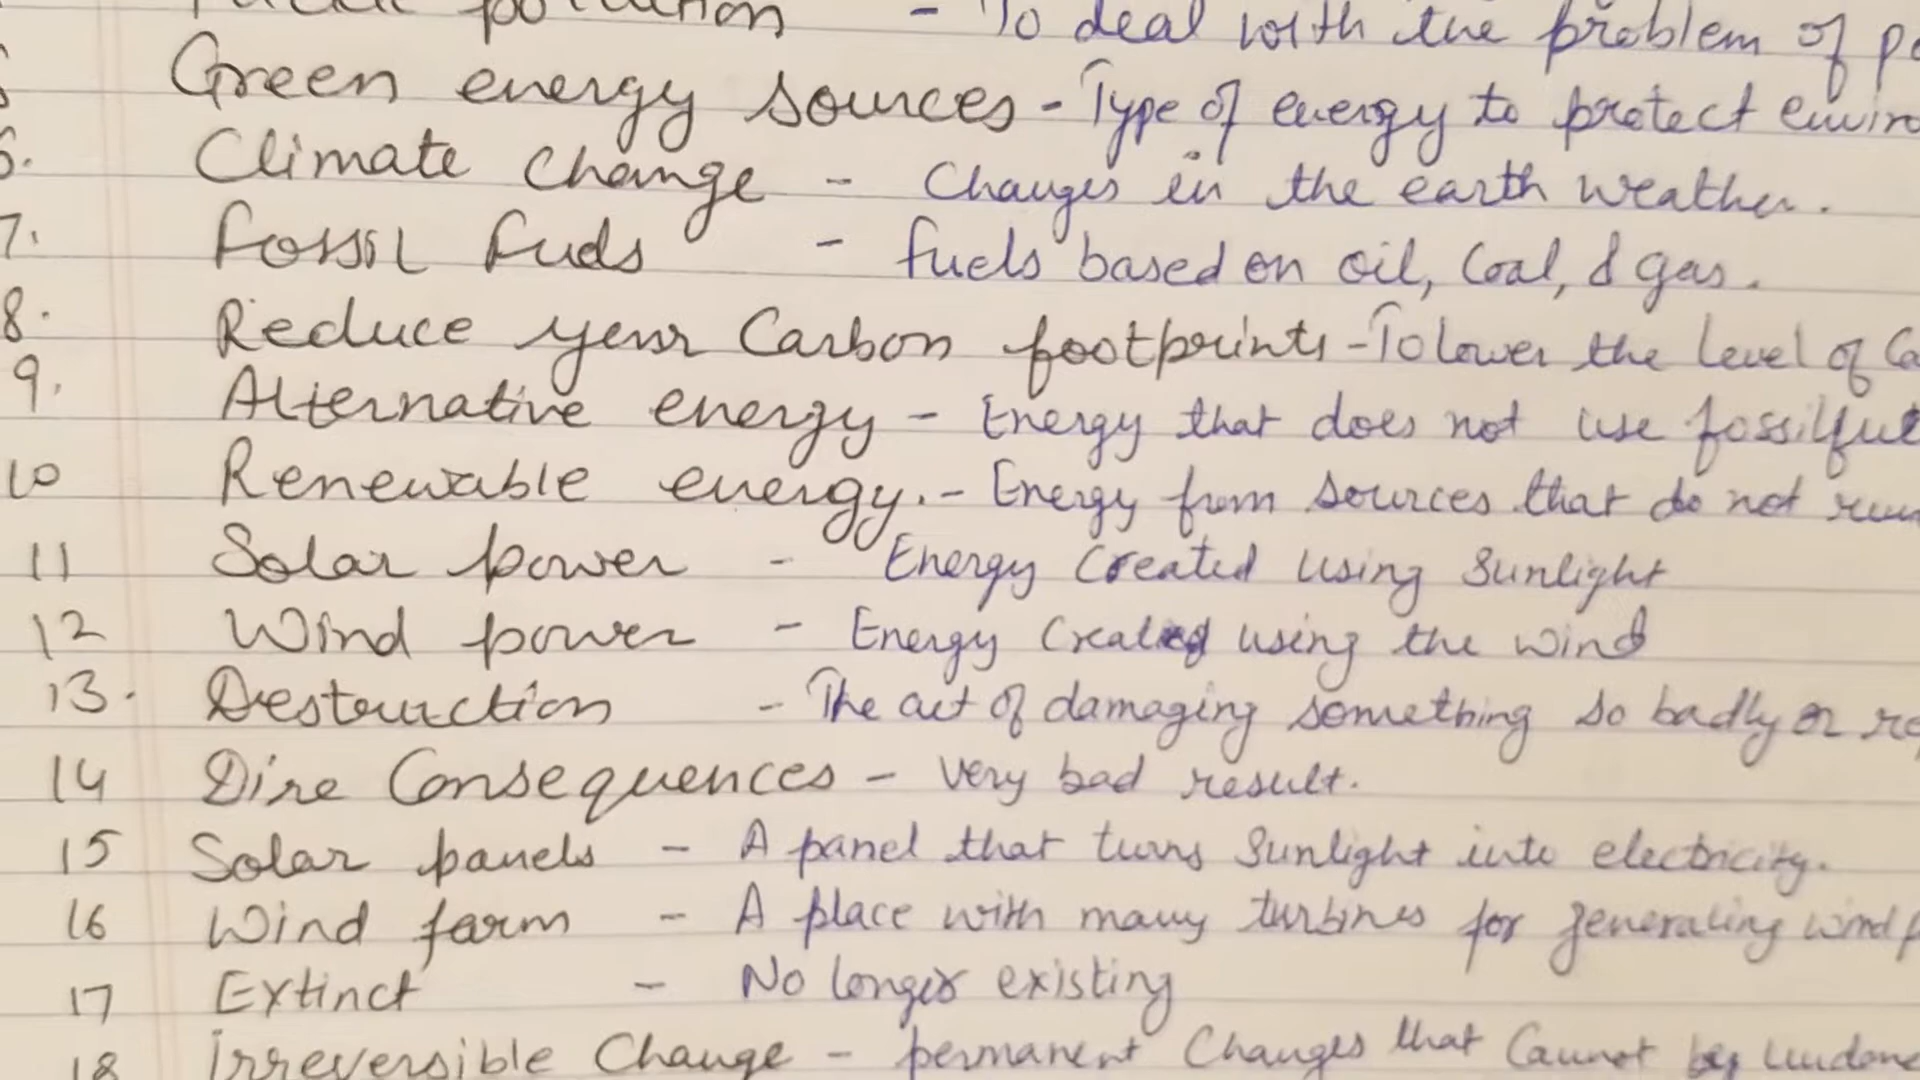 pollution - To deal with the problem of
Green energy sources - Type of energy to protect
6. Climate Change - Changes in the earth weather.
7. Fossil fuels - fuels based on oil, Coal, & gas.
8. Reduce your Carbon footprints - To lower the level of
9. Alternative energy - Energy that does not use fossilfuel
10 Renewable energy. - Energy from sources that do not run
11 Solar power - Energy Created using Sunlight
12 Wind power - Energy Created using the wind
13. Destruction - The act of damaging something so badly or
14 Dire Consequences - Very bad result.
15 Solar panels - A panel that turns Sunlight into electricity.
16 Wind farm - A place with many turbines for generating wind
17 Extinct - No longer existing
18 Irreversible Change - permanent Changes that Cannot be undone